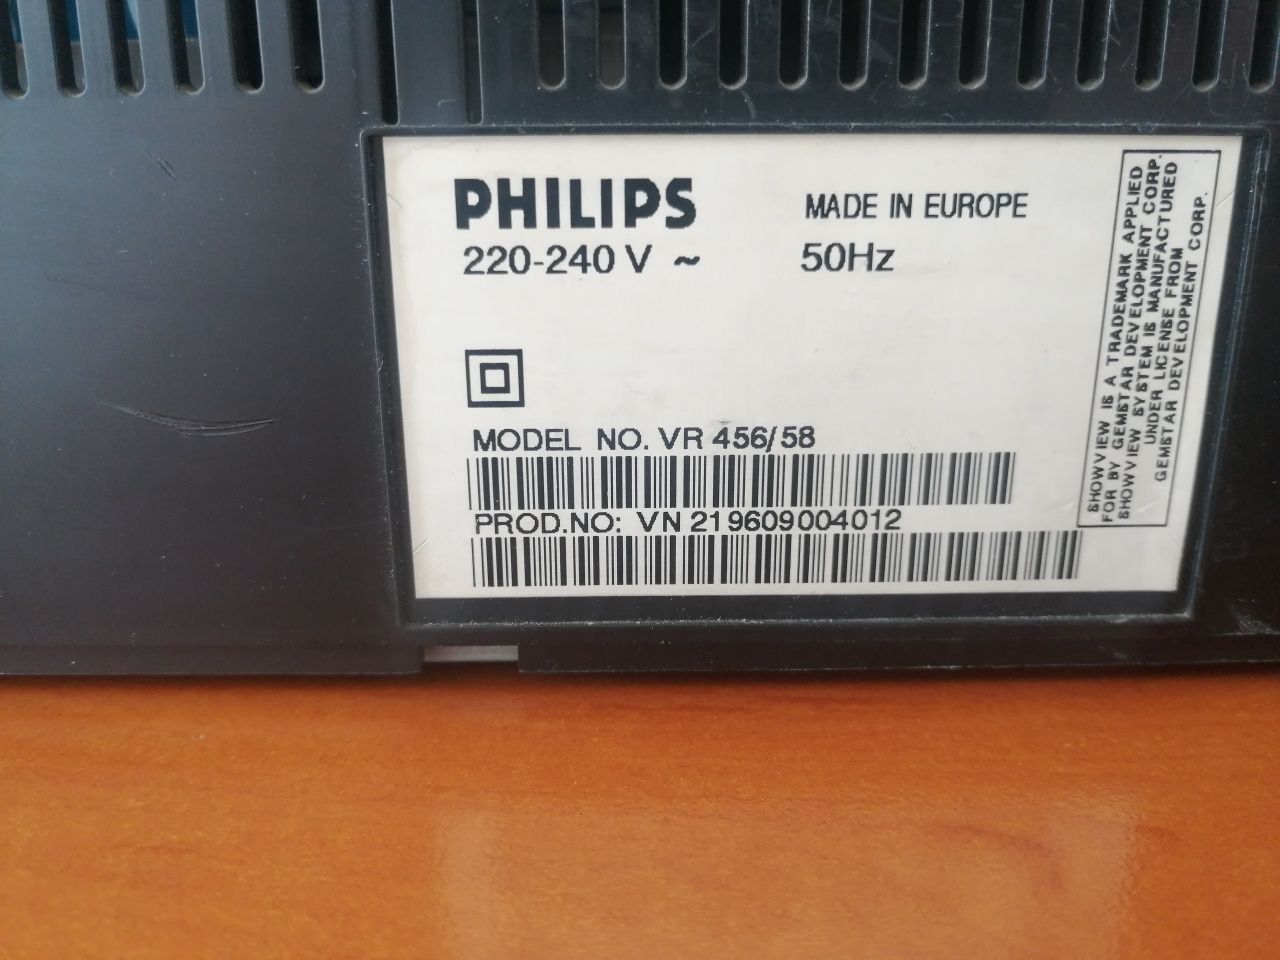 PHILIPS
MADE IN EUROPE
220-240 V ~
50Hz
MODEL NO. VR 456/58
PROD.NO: VN 219609004012
SHOWVIEW IS A TRADEMARK APPLIED
FOR BY GEMSTAR DEVELOPMENT CORP.
SHOWVIEW SYSTEM IS MANUFACTURED
UNDER LICENSE FROM
GEMSTAR DEVELOPMENT CORP.